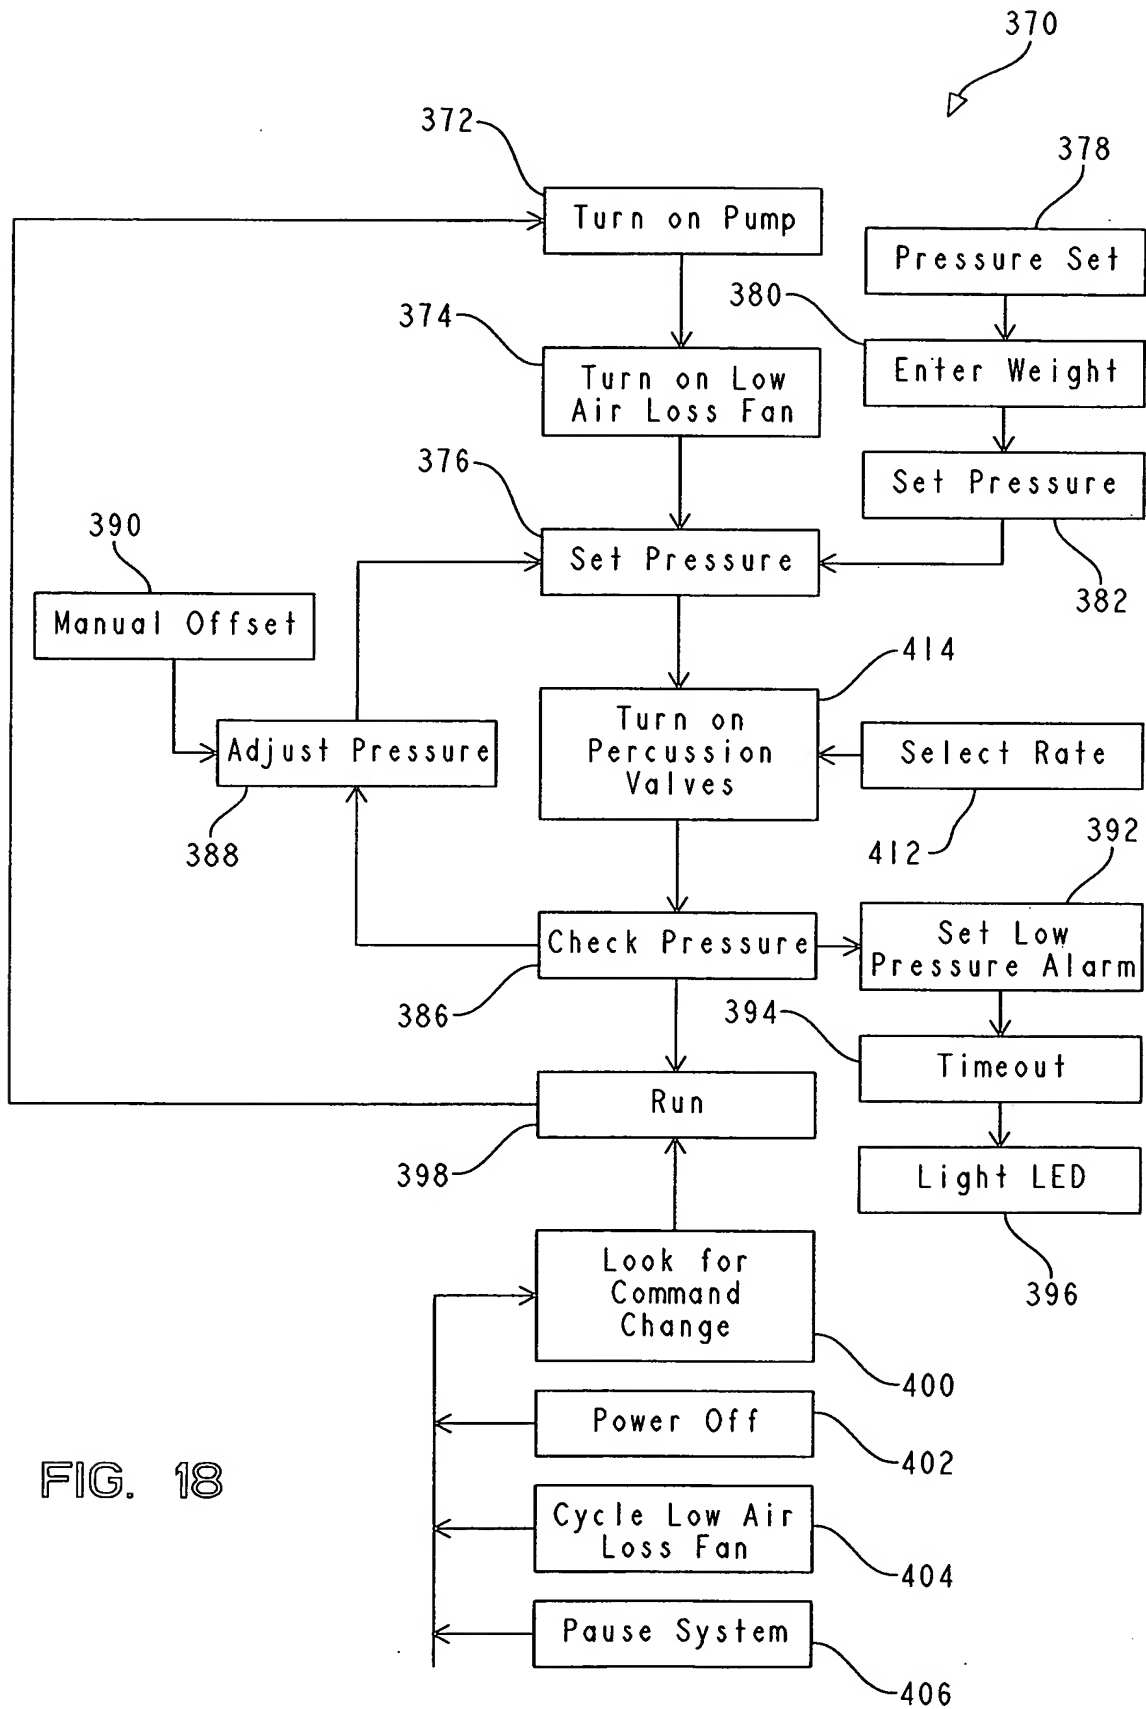 370
372
378
Turn on Pump
Pressure Set
380
374
Enter Weight
Turn on Low
Air Loss Fan
376
Set Pressure
390
Set Pressure
382
Manual Offset
414
Turn on
Percussion
Valves
Adjust Pressure
Select Rate
388
412
392
Check Pressure
Set Low
Pressure Alarm
386
394
Timeout
Run
398
Light LED
Look for
Command
Change
396
400
Power Off
402
FIG. 18
Cycle Low Air
Loss Fan
404
Pause System
406